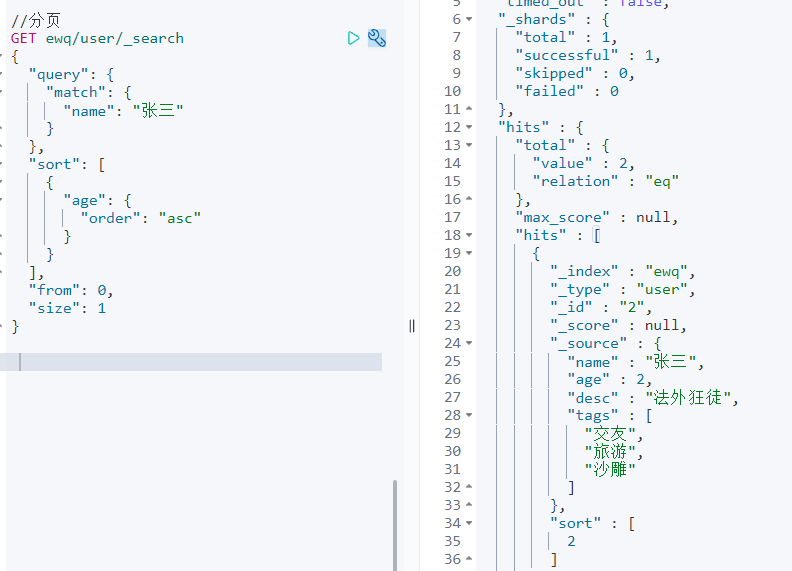 //分页
GET ewq/user/_search
{
  "query": {
    "match": {
      "name": "张三"
    }
  },
  "sort": [
    {
      "age": {
        "order": "asc"
      }
    }
  ],
  "from": 0,
  "size": 1
}
5 "timed_out" : false,
6 "_shards" : {
7 "total" : 1,
8 "successful" : 1,
9 "skipped" : 0,
10 "failed" : 0
11 },
12 "hits" : {
13 "total" : {
14 "value" : 2,
15 "relation" : "eq"
16 },
17 "max_score" : null,
18 "hits" : [
19 {
20 "_index" : "ewq",
21 "_type" : "user",
22 "_id" : "2",
23 "_score" : null,
24 "_source" : {
25 "name" : "张三",
26 "age" : 2,
27 "desc" : "法外狂徒",
28 "tags" : [
29 "交友",
30 "旅游",
31 "沙雕"
32 ]
33 },
34 "sort" : [
35 2
36 ]